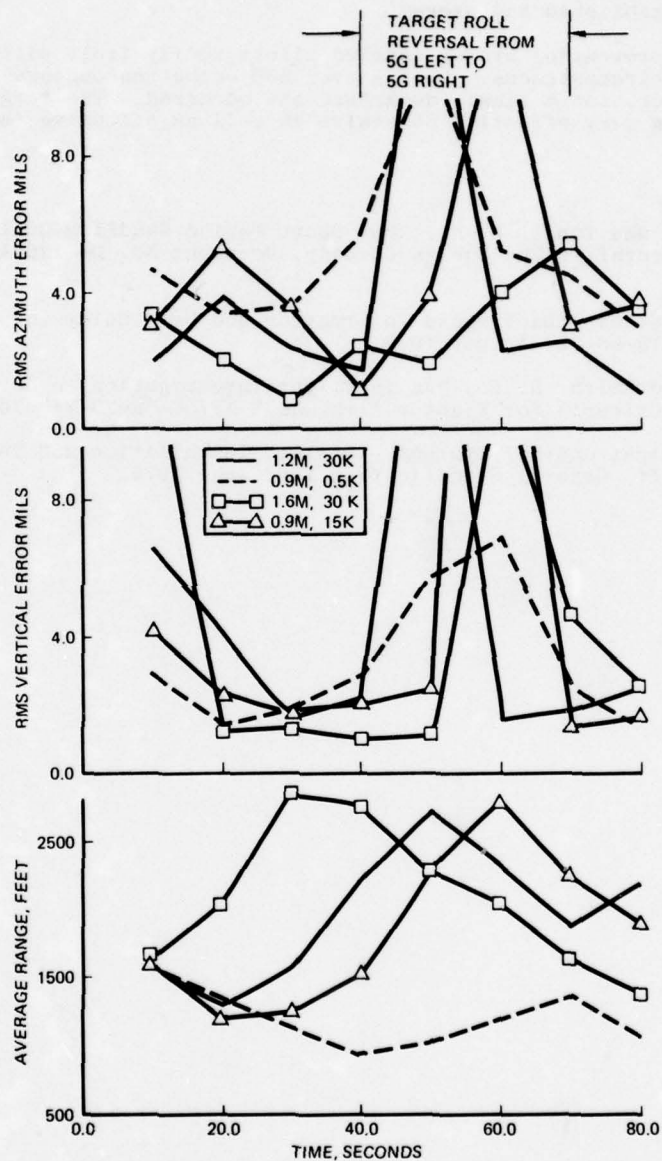 TARGET ROLL
REVERSAL FROM
5G LEFT TO
5G RIGHT
RMS AZIMUTH ERROR MILS
8.0
4.0
0.0
1.2M, 30K
0.9M, 0.5K
1.6M, 30 K
0.9M, 15K
RMS VERTICAL ERROR MILS
8.0
4.0
0.0
AVERAGE RANGE, FEET
2500
1500
500
0.0 20.0 40.0 60.0 80.0
TIME, SECONDS